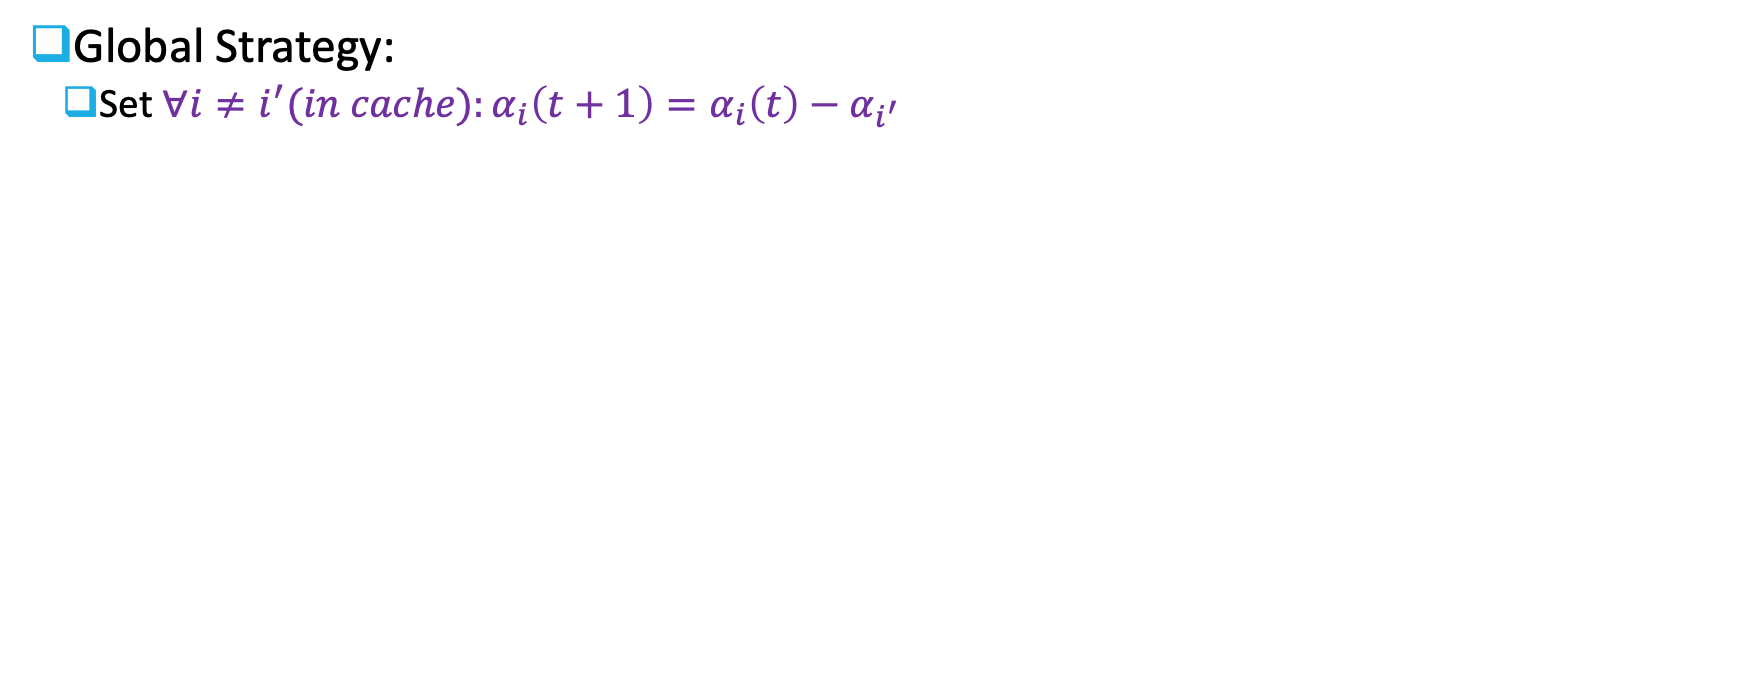 ❑Global Strategy:
❑Set ∀i ≠ i′(in cache): αᵢ(t + 1) = αᵢ(t) − αᵢ′